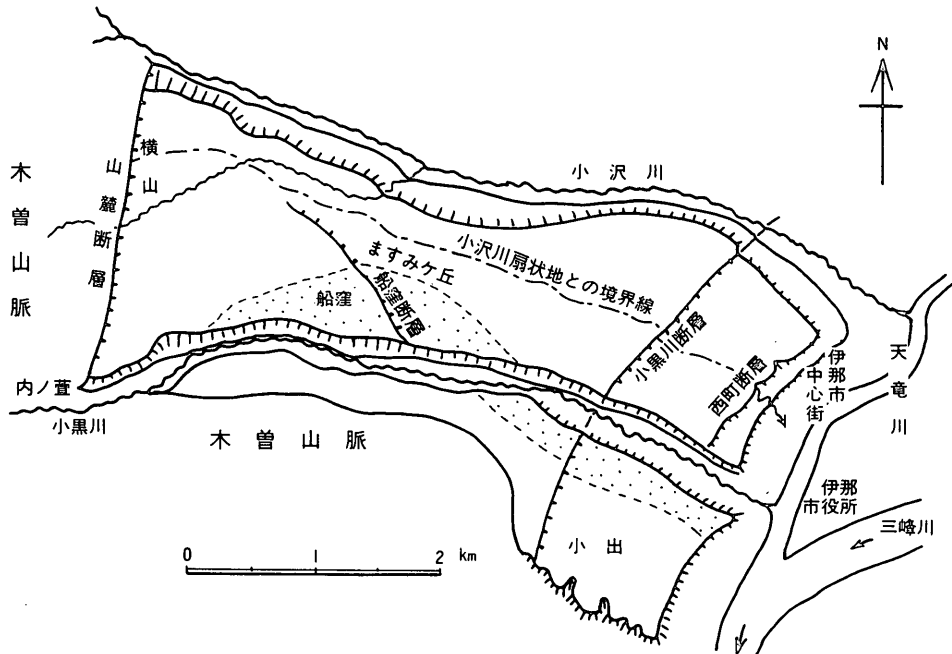 N
小沢川
木曽山脈
横山
山麓断層
小沢川扇状地との境界線
ますみケ丘
船窪
船窪断層
小黒川断層
西町断層
伊那市
中心街
天竜川
内ノ萱
小黒川
木曽山脈
伊那
市役所
三峰川
小出
0 1 2 km